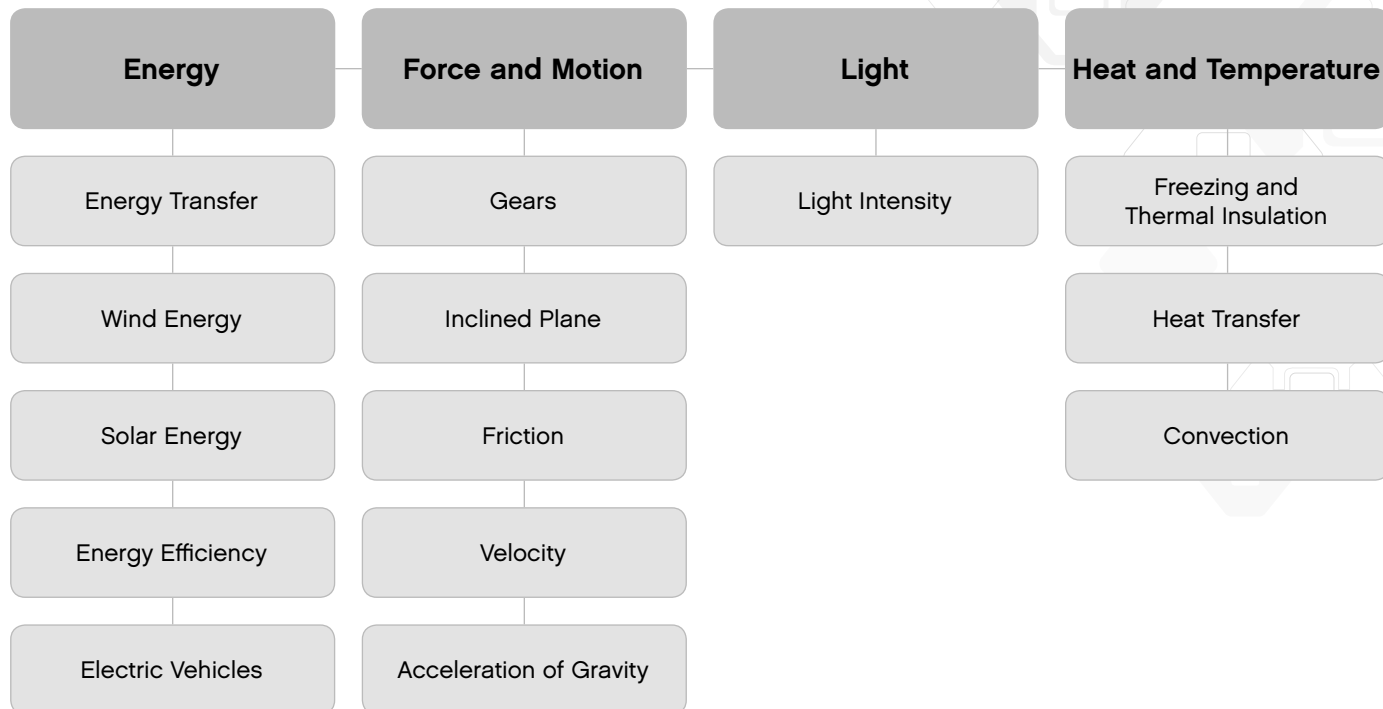 Energy
Force and Motion
Light
Heat and Temperature
Energy Transfer
Gears
Light Intensity
Freezing and
Thermal Insulation
Wind Energy
Inclined Plane
Heat Transfer
Solar Energy
Friction
Convection
Energy Efficiency
Velocity
Electric Vehicles
Acceleration of Gravity